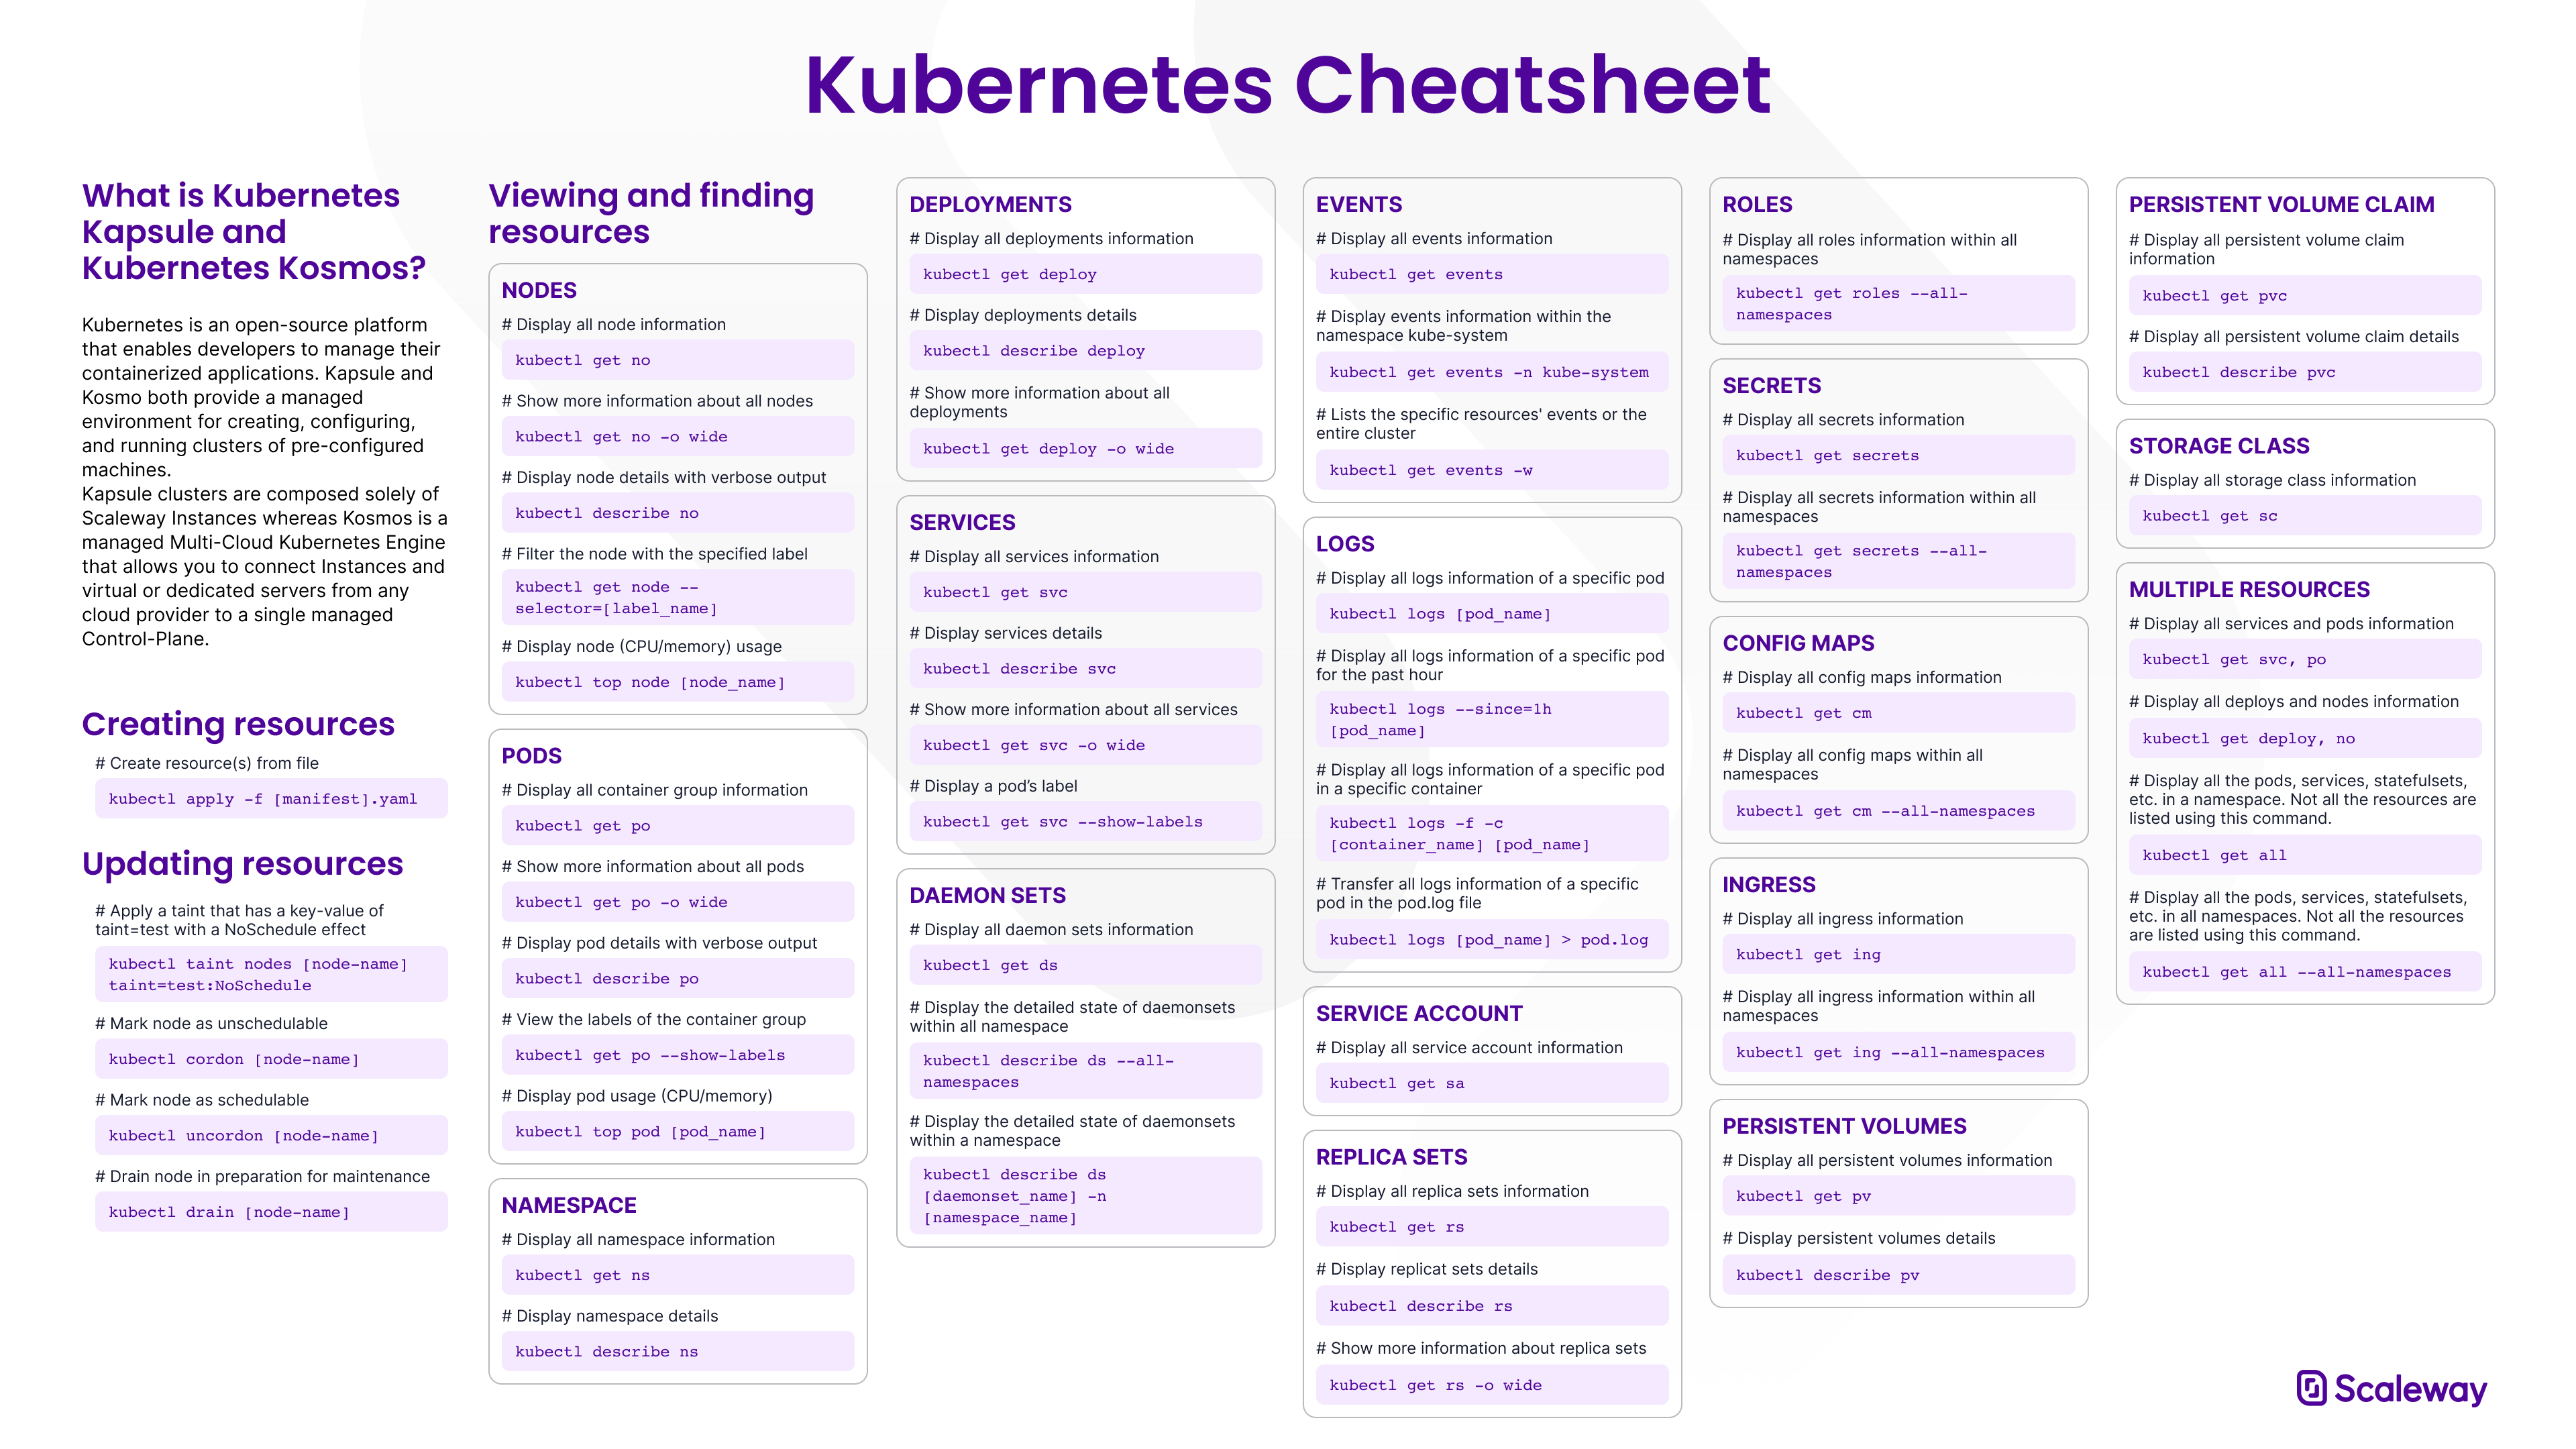 Kubernetes Cheatsheet
What is Kubernetes
Kapsule and
Kubernetes Kosmos?
Kubernetes is an open-source platform
that enables developers to manage their
containerized applications. Kapsule and
Kosmo both provide a managed
environment for creating, configuring,
and running clusters of pre-configured
machines.
Kapsule clusters are composed solely of
Scaleway Instances whereas Kosmos is a
managed Multi-Cloud Kubernetes Engine
that allows you to connect Instances and
virtual or dedicated servers from any
cloud provider to a single managed
Control-Plane.
Creating resources
# Create resource(s) from file
kubectl apply -f [manifest].yaml
Updating resources
# Apply a taint that has a key-value of
taint=test with a NoSchedule effect
kubectl taint nodes [node-name]
taint=test:NoSchedule
# Mark node as unschedulable
kubectl cordon [node-name]
# Mark node as schedulable
kubectl uncordon [node-name]
# Drain node in preparation for maintenance
kubectl drain [node-name]
Viewing and finding
resources
NODES
# Display all node information
kubectl get no
# Show more information about all nodes
kubectl get no -o wide
# Display node details with verbose output
kubectl describe no
# Filter the node with the specified label
kubectl get node --
selector=[label_name]
# Display node (CPU/memory) usage
kubectl top node [node_name]
PODS
# Display all container group information
kubectl get po
# Show more information about all pods
kubectl get po -o wide
# Display pod details with verbose output
kubectl describe po
# View the labels of the container group
kubectl get po --show-labels
# Display pod usage (CPU/memory)
kubectl top pod [pod_name]
NAMESPACE
# Display all namespace information
kubectl get ns
# Display namespace details
kubectl describe ns
DEPLOYMENTS
# Display all deployments information
kubectl get deploy
# Display deployments details
kubectl describe deploy
# Show more information about all
deployments
kubectl get deploy -o wide
SERVICES
# Display all services information
kubectl get svc
# Display services details
kubectl describe svc
# Show more information about all services
kubectl get svc -o wide
# Display a pod’s label
kubectl get svc --show-labels
DAEMON SETS
# Display all daemon sets information
kubectl get ds
# Display the detailed state of daemonsets
within all namespace
kubectl describe ds --all-
namespaces
# Display the detailed state of daemonsets
within a namespace
kubectl describe ds
[daemonset_name] -n
[namespace_name]
EVENTS
# Display all events information
kubectl get events
# Display events information within the
namespace kube-system
kubectl get events -n kube-system
# Lists the specific resources' events or the
entire cluster
kubectl get events -w
LOGS
# Display all logs information of a specific pod
kubectl logs [pod_name]
# Display all logs information of a specific pod
for the past hour
kubectl logs --since=1h
[pod_name]
# Display all logs information of a specific pod
in a specific container
kubectl logs -f -c
[container_name] [pod_name]
# Transfer all logs information of a specific
pod in the pod.log file
kubectl logs [pod_name] > pod.log
SERVICE ACCOUNT
# Display all service account information
kubectl get sa
REPLICA SETS
# Display all replica sets information
kubectl get rs
# Display replicat sets details
kubectl describe rs
# Show more information about replica sets
kubectl get rs -o wide
ROLES
# Display all roles information within all
namespaces
kubectl get roles --all-
namespaces
SECRETS
# Display all secrets information
kubectl get secrets
# Display all secrets information within all
namespaces
kubectl get secrets --all-
namespaces
CONFIG MAPS
# Display all config maps information
kubectl get cm
# Display all config maps within all
namespaces
kubectl get cm --all-namespaces
INGRESS
# Display all ingress information
kubectl get ing
# Display all ingress information within all
namespaces
kubectl get ing --all-namespaces
PERSISTENT VOLUMES
# Display all persistent volumes information
kubectl get pv
# Display persistent volumes details
kubectl describe pv
PERSISTENT VOLUME CLAIM
# Display all persistent volume claim
information
kubectl get pvc
# Display all persistent volume claim details
kubectl describe pvc
STORAGE CLASS
# Display all storage class information
kubectl get sc
MULTIPLE RESOURCES
# Display all services and pods information
kubectl get svc, po
# Display all deploys and nodes information
kubectl get deploy, no
# Display all the pods, services, statefulsets,
etc. in a namespace. Not all the resources are
listed using this command.
kubectl get all
# Display all the pods, services, statefulsets,
etc. in all namespaces. Not all the resources
are listed using this command.
kubectl get all --all-namespaces
Scaleway